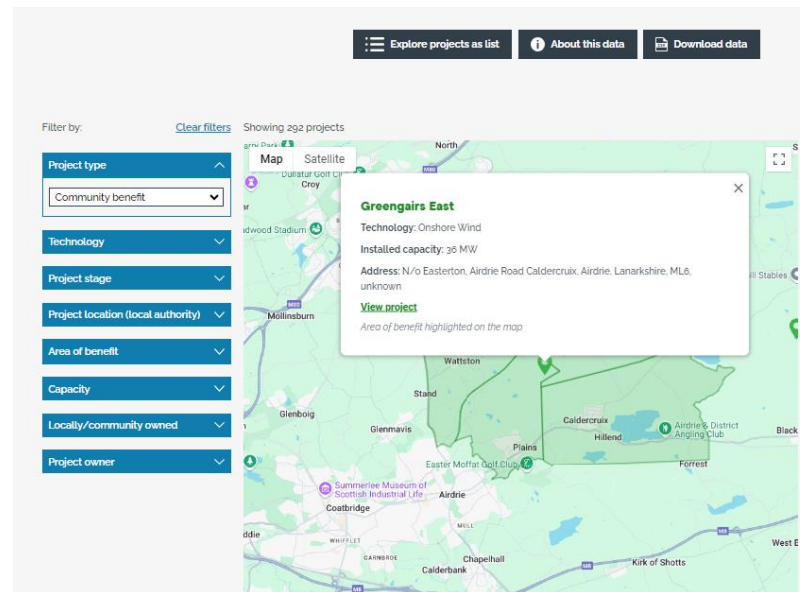 Explore projects as list
About this data
Download data
Filter by:
Clear filters
Showing 292 projects
Project type
Community benefit
Technology
Project stage
Project location (local authority)
Area of benefit
Capacity
Locally/community owned
Project owner
Map
Satellite
North
Croy
Greengairs East
Technology: Onshore Wind
Installed capacity: 36 MW
Address: N/o Easterton, Airdrie Road Caldercruix, Airdrie, Lanarkshire, ML6,
unknown
View project
Area of benefit highlighted on the map
Mollinsburn
Wattston
Stand
Glenboig
Glenmavis
Caldercruix
Hillend
Airdrie & District
Angling Club
Black
Plains
Easter Moffat Golf Club
Forrest
Summerlee Museum of
Scottish Industrial Life
Airdrie
Coatbridge
WHIFFLET
CARNBROE
Chapelhall
Calderbank
Kirk of Shotts
West E